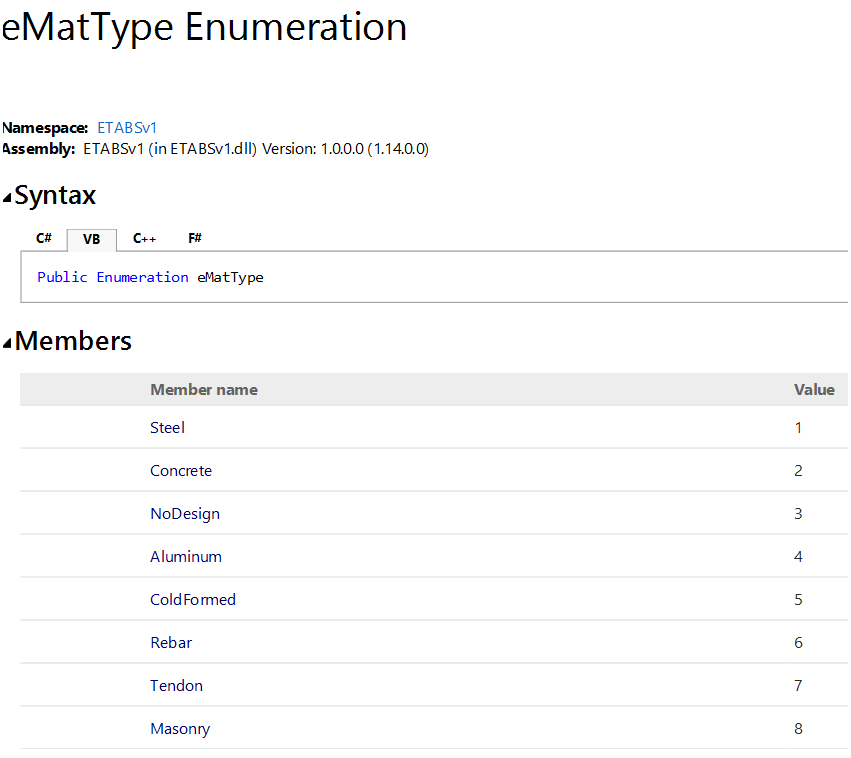 eMatType Enumeration
Namespace: ETABSv1
Assembly: ETABSv1 (in ETABSv1.dll) Version: 1.0.0.0 (1.14.0.0)
Syntax
C# VB C++ F#
Public Enumeration eMatType
Members
Member name Value
Steel 1
Concrete 2
NoDesign 3
Aluminum 4
ColdFormed 5
Rebar 6
Tendon 7
Masonry 8